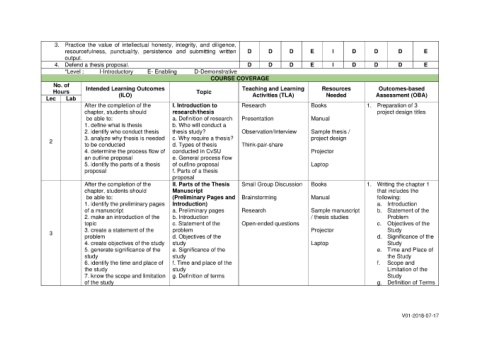 3. Practice the value of intellectual honesty, integrity, and diligence,
resourcefulness, punctuality, persistence and submitting written
output.
D D D E I D D D E
4. Defend a thesis proposal. D D D E I D D D E
*Level : I-Introductory E- Enabling D-Demonstrative
COURSE COVERAGE
No. of
Hours
Lec Lab
Intended Learning Outcomes
(ILO)
Topic
Teaching and Learning
Activities (TLA)
Resources
Needed
Outcomes-based
Assessment (OBA)
2
After the completion of the
chapter, students should
be able to:
1. define what is thesis
2. identify who conduct thesis
3. analyze why thesis is needed
to be conducted
4. determine the process flow of
an outline proposal
5. identify the parts of a thesis
proposal
I. Introduction to
research/thesis
a. Definition of research
b. Who will conduct a
thesis study?
c. Why require a thesis?
d. Types of thesis
conducted in CvSU
e. General process flow
of outline proposal
f. Parts of a thesis
proposal
Research
Presentation
Observation/Interview
Think-pair-share
Books
Manual
Sample thesis /
project design
Projector
Laptop
1. Preparation of 3
project design titles
3
After the completion of the
chapter, students should
be able to:
1. identify the preliminary pages
of a manuscript
2. make an introduction of the
topic
3. create a statement of the
problem
4. create objectives of the study
5. generate significance of the
study
6. identify the time and place of
the study
7. know the scope and limitation
of the study
II. Parts of the Thesis
Manuscript
(Preliminary Pages and
Introduction)
a. Preliminary pages
b. Introduction
c. Statement of the
problem
d. Objectives of the
study
e. Significance of the
study
f. Time and place of the
study
g. Definition of terms
Small Group Discussion
Brainstorming
Research
Open-ended questions
Books
Manual
Sample manuscript
/ thesis studies
Projector
Laptop
1. Writing the chapter 1
that includes the
following:
a. Introduction
b. Statement of the
Problem
c. Objectives of the
Study
d. Significance of the
Study
e. Time and Place of
the Study
f. Scope and
Limitation of the
Study
g. Definition of Terms
V01-2018-07-17